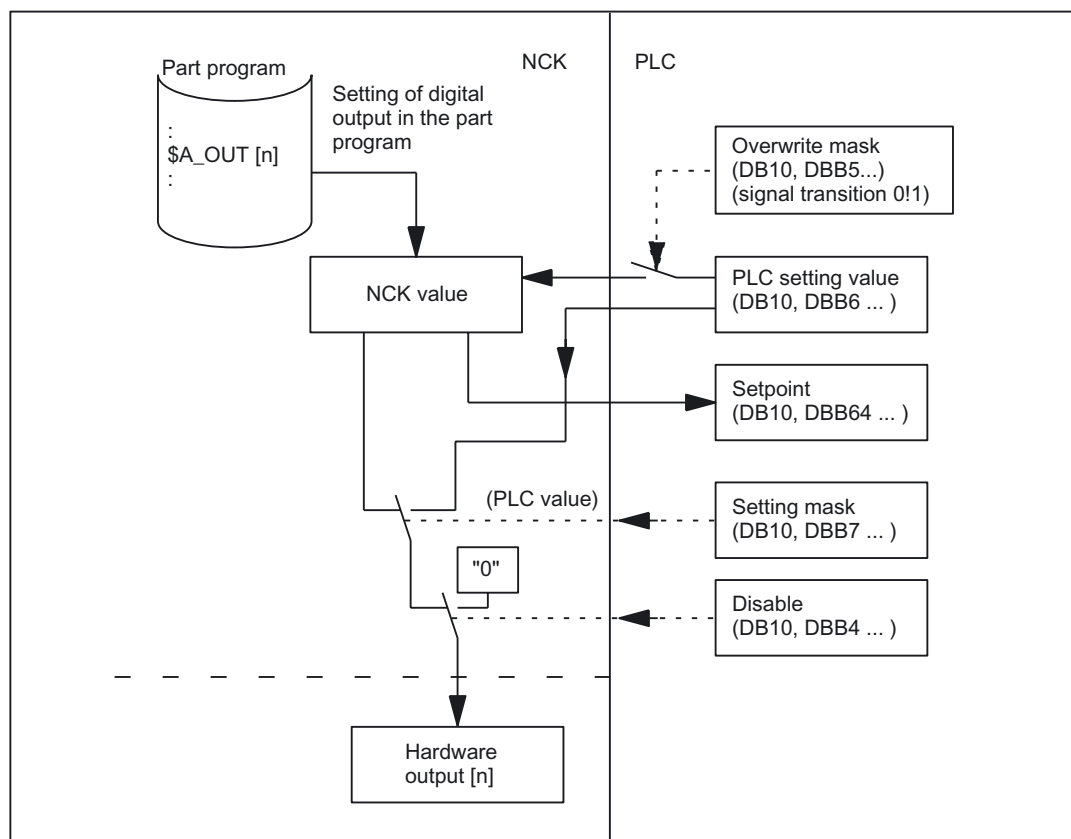 NCK
PLC
Part program
:
$A_OUT [n]
:
Setting of digital
output in the part
program
Overwrite mask
(DB10, DBB5...)
(signal transition 0!1)
NCK value
PLC setting value
(DB10, DBB6 ... )
Setpoint
(DB10, DBB64 ... )
(PLC value)
Setting mask
(DB10, DBB7 ... )
"0"
Disable
(DB10, DBB4 ... )
Hardware
output [n]